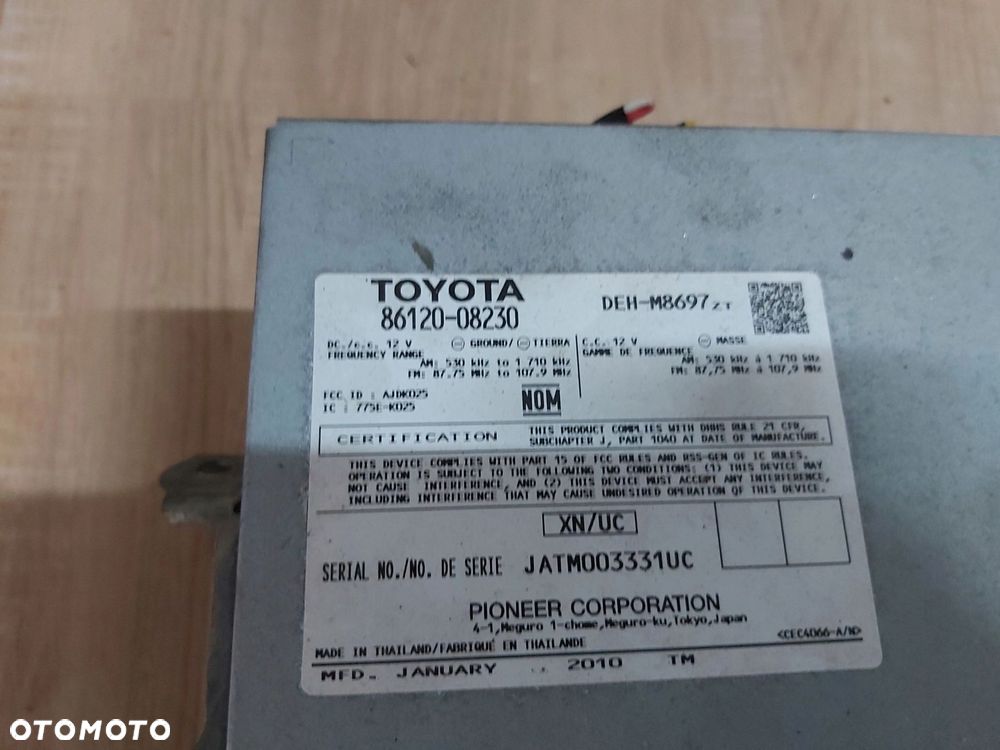 TOYOTA
86120-08230
DEH-M8697 ZT
DC./c.c. 12 V ⊖ GROUND/⊖TIERRA
FREQUENCY RANGE
AM: 530 kHz to 1.710 kHz
FM: 87.75 MHz to 107.9 MHz
C.C. 12 V ⊖ MASSE
GAMME DE FREQUENCE
AM: 530 kHz à 1.710 kHz
FM: 87,75 MHz à 107,9 MHz
FCC ID : AJDK025
IC : 775E-K025
NOM
CERTIFICATION
THIS PRODUCT COMPLIES WITH DHHS RULE 21 CFR,
SUBCHAPTER J, PART 1040 AT DATE OF MANUFACTURE.
THIS DEVICE COMPLIES WITH PART 15 OF FCC RULES AND RSS-GEN OF IC RULES.
OPERATION IS SUBJECT TO THE FOLLOWING TWO CONDITIONS: (1) THIS DEVICE MAY
NOT CAUSE INTERFERENCE, AND (2) THIS DEVICE MUST ACCEPT ANY INTERFERENCE,
INCLUDING INTERFERENCE THAT MAY CAUSE UNDESIRED OPERATION OF THIS DEVICE.
XN/UC
SERIAL NO./NO. DE SERIE JATM003331UC
PIONEER CORPORATION
4-1,Meguro 1-chome,Meguro-ku,Tokyo,Japan
<CEC4066-A/N>
MADE IN THAILAND/FABRIQUÉ EN THAILANDE
MFD. JANUARY 2010 TM
OTOMOTO